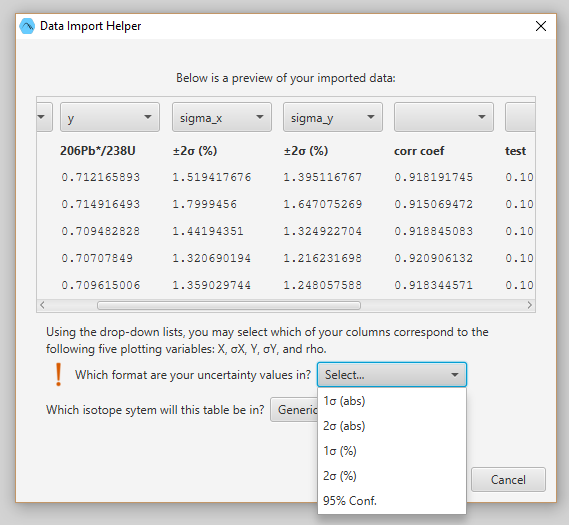 Data Import Helper
Below is a preview of your imported data:
y sigma_x sigma_y
206Pb*/238U ±2σ (%) ±2σ (%) corr coef test
0.712165893 1.519417676 1.395116767 0.918191745 0.10
0.714916493 1.7999456 1.647075269 0.915069472 0.10
0.709482828 1.44194351 1.324922704 0.918845083 0.10
0.70707849 1.320690194 1.216231698 0.920906132 0.10
0.709615006 1.359029744 1.248057588 0.918344571 0.10
Using the drop-down lists, you may select which of your columns correspond to the
following five plotting variables: X, σX, Y, σY, and rho.
! Which format are your uncertainty values in? Select...
Which isotope sytem will this table be in? Generic
1σ (abs)
2σ (abs)
1σ (%)
2σ (%)
95% Conf.
Cancel